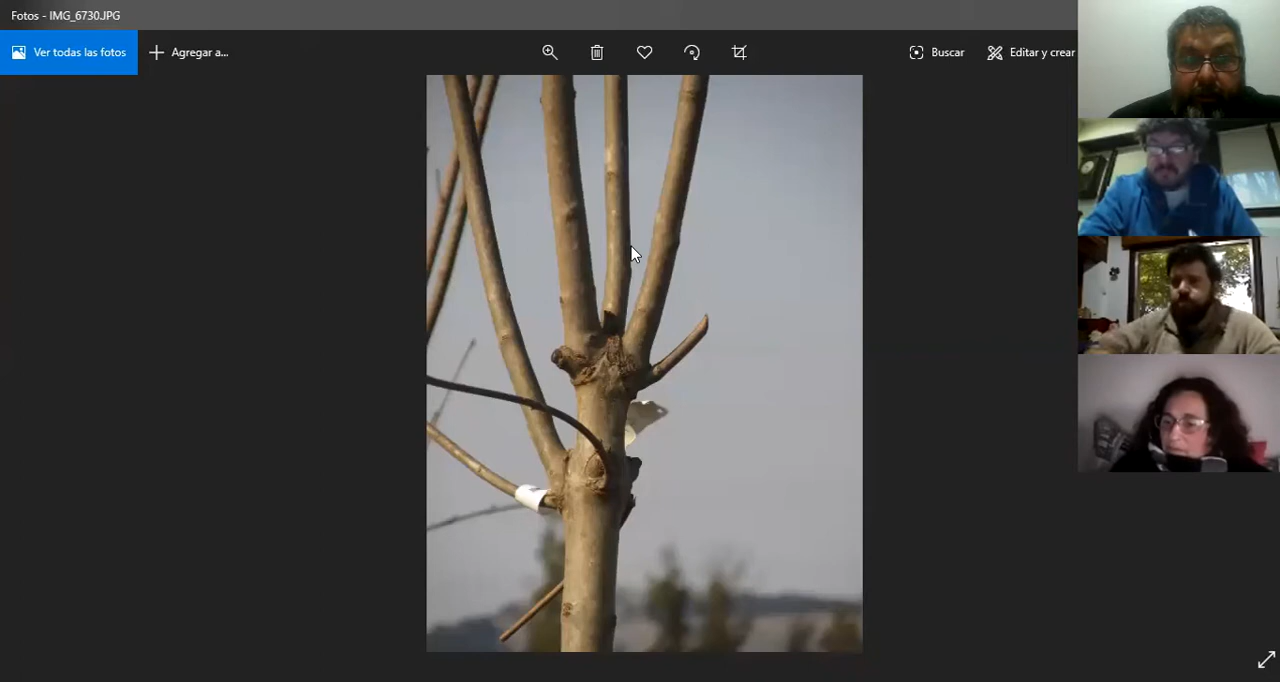 Fotos - IMG_6730.JPG
Ver todas las fotos
Agregar a...
Buscar
Editar y crear